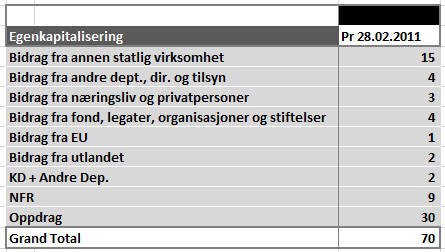 Egenkapitalisering Pr 28.02.2011
Bidrag fra annen statlig virksomhet 15
Bidrag fra andre dept., dir. og tilsyn 4
Bidrag fra næringsliv og privatpersoner 3
Bidrag fra fond, legater, organisasjoner og stiftelser 4
Bidrag fra EU 1
Bidrag fra utlandet 2
KD + Andre Dep. 2
NFR 9
Oppdrag 30
Grand Total 70